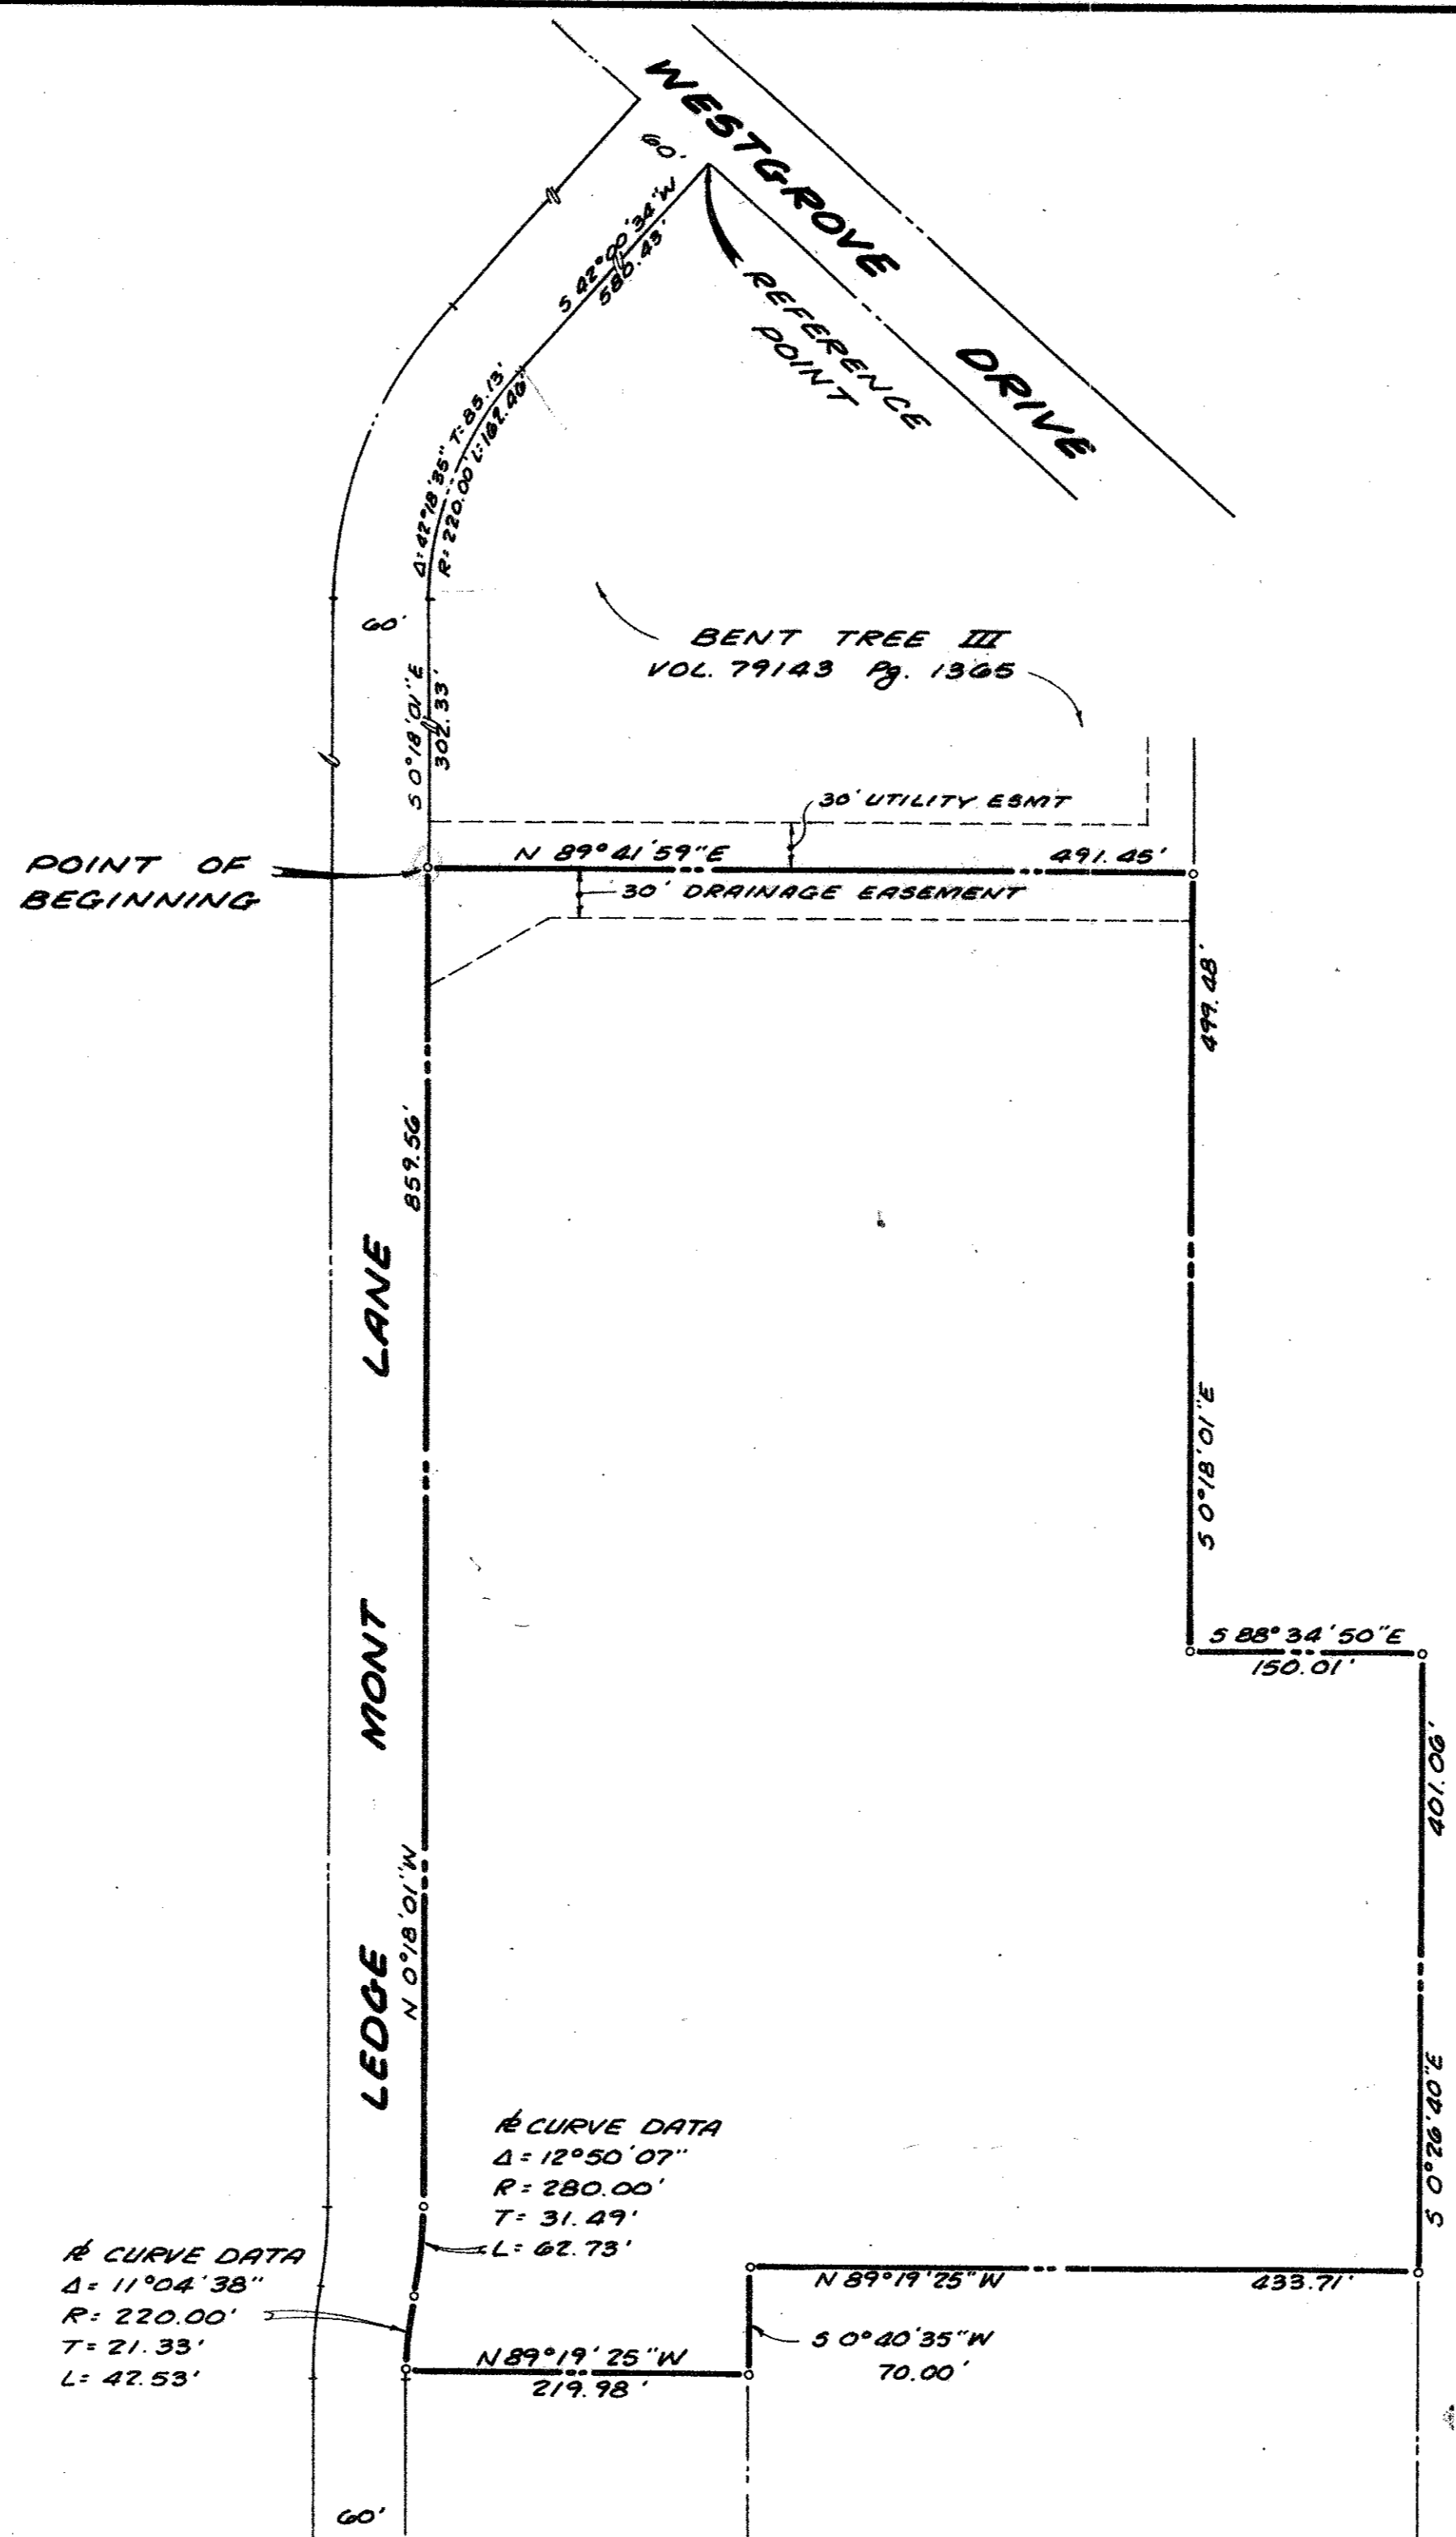 WESTGROVE DRIVE
60'
S 42°00'34"W
580.43'
REFERENCE
POINT
Δ: 42°18'35" T: 85.13'
R: 220.00' L: 162.46'
60'
BENT TREE III
VOL. 79143 Pg. 1365
S 0°18'01"E
302.33'
30' UTILITY ESMT
POINT OF
BEGINNING
N 89°41'59"E 491.45'
30' DRAINAGE EASEMENT
499.48'
S 0°18'01"E
859.56'
N 0°18'01"W
LEDGE MONT LANE
S 88°34'50"E
150.01'
401.06'
S 0°26'40"E
CURVE DATA
Δ = 12°50'07"
R = 280.00'
T = 31.49'
L = 62.73'
CURVE DATA
Δ = 11°04'38"
R: 220.00'
T = 21.33'
L: 42.53'
N 89°19'25"W 433.71'
S 0°40'35"W
70.00'
N 89°19'25"W
219.98'
60'